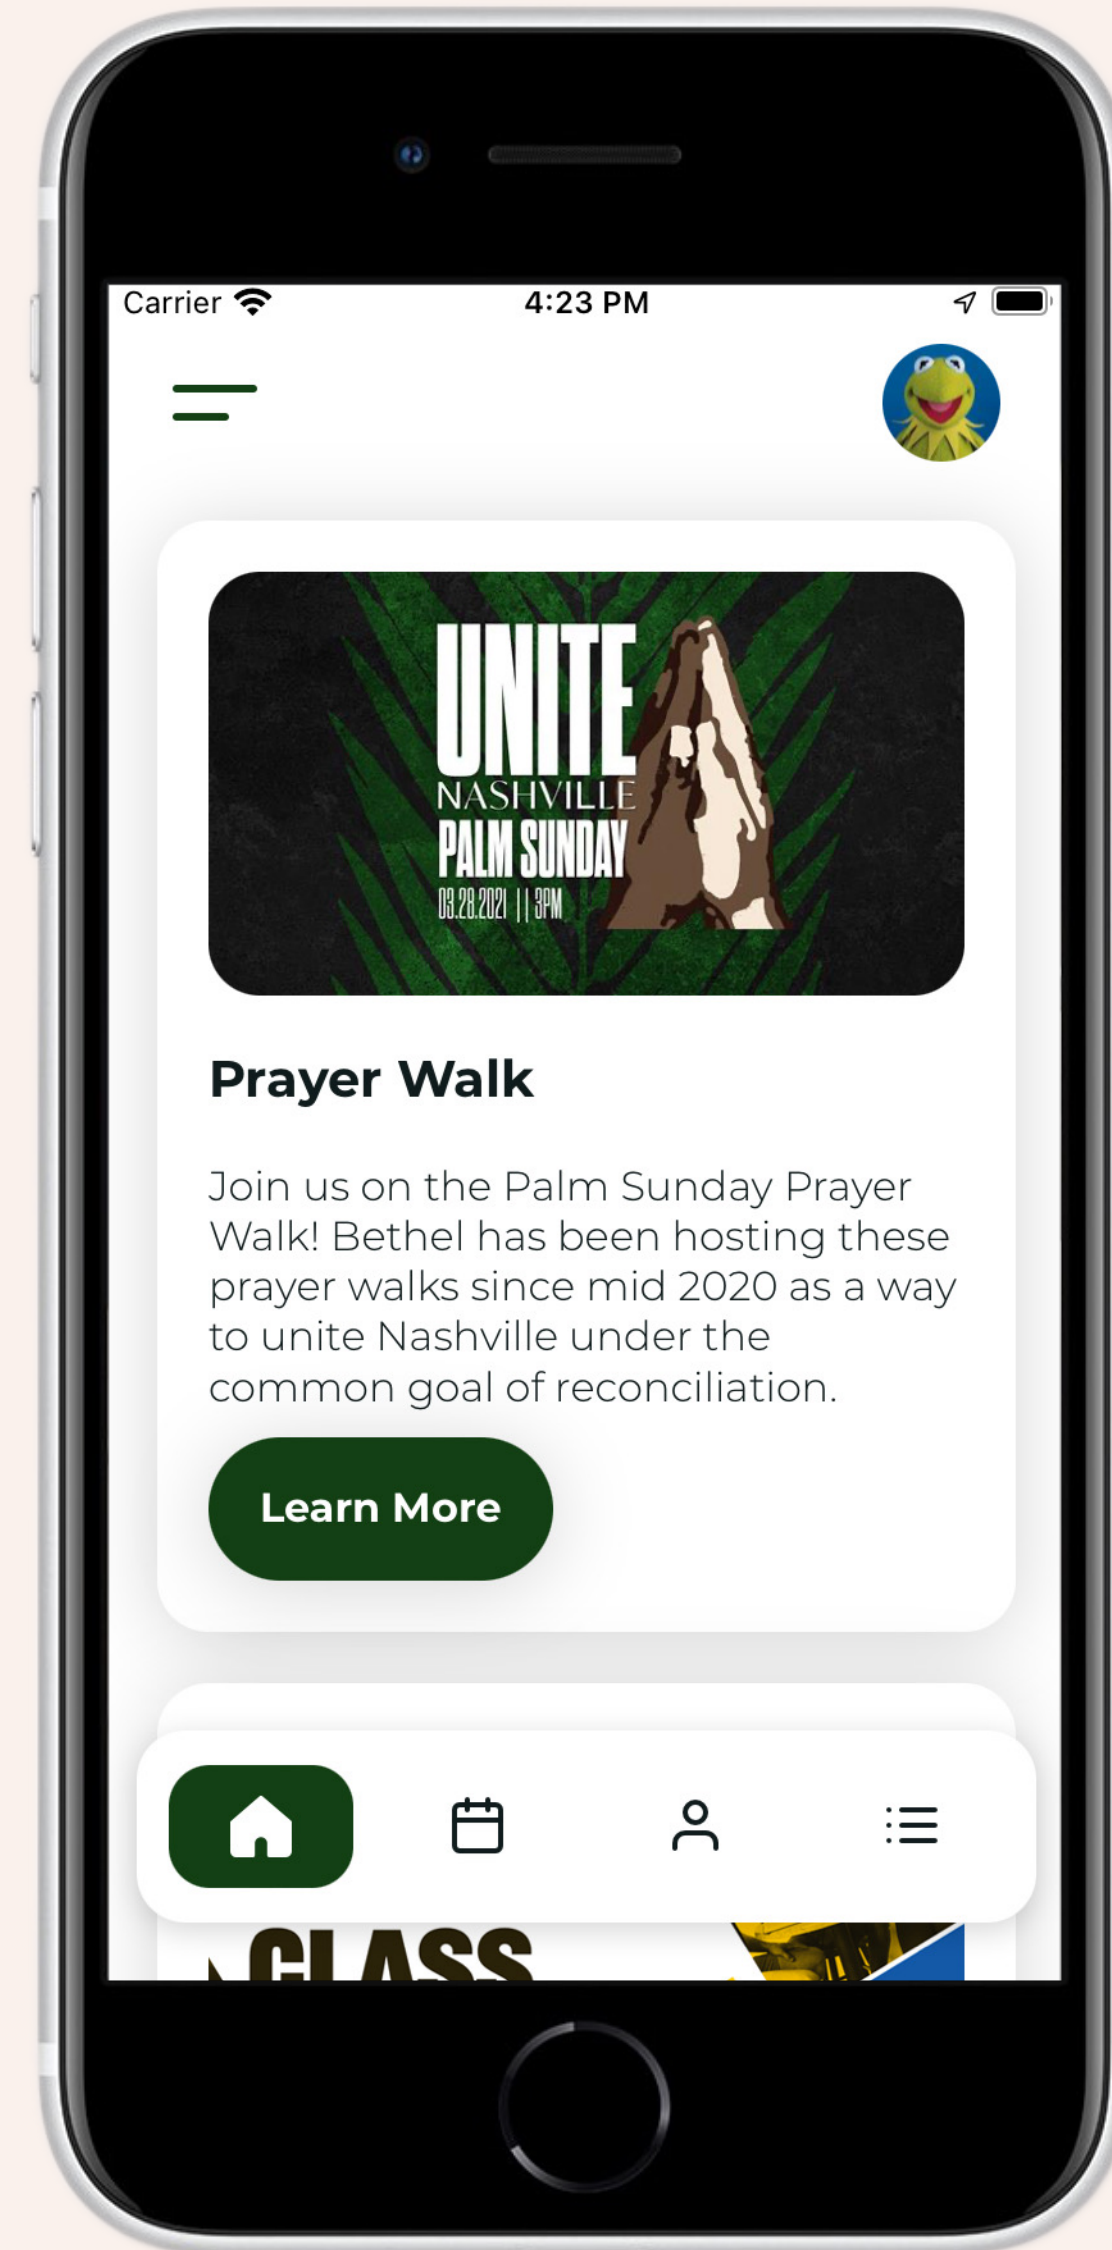 Carrier
4:23 PM
UNITE
NASHVILLE
PALM SUNDAY
03.28.2021 || 3PM
Prayer Walk
Join us on the Palm Sunday Prayer
Walk! Bethel has been hosting these
prayer walks since mid 2020 as a way
to unite Nashville under the
common goal of reconciliation.
Learn More
CLASS